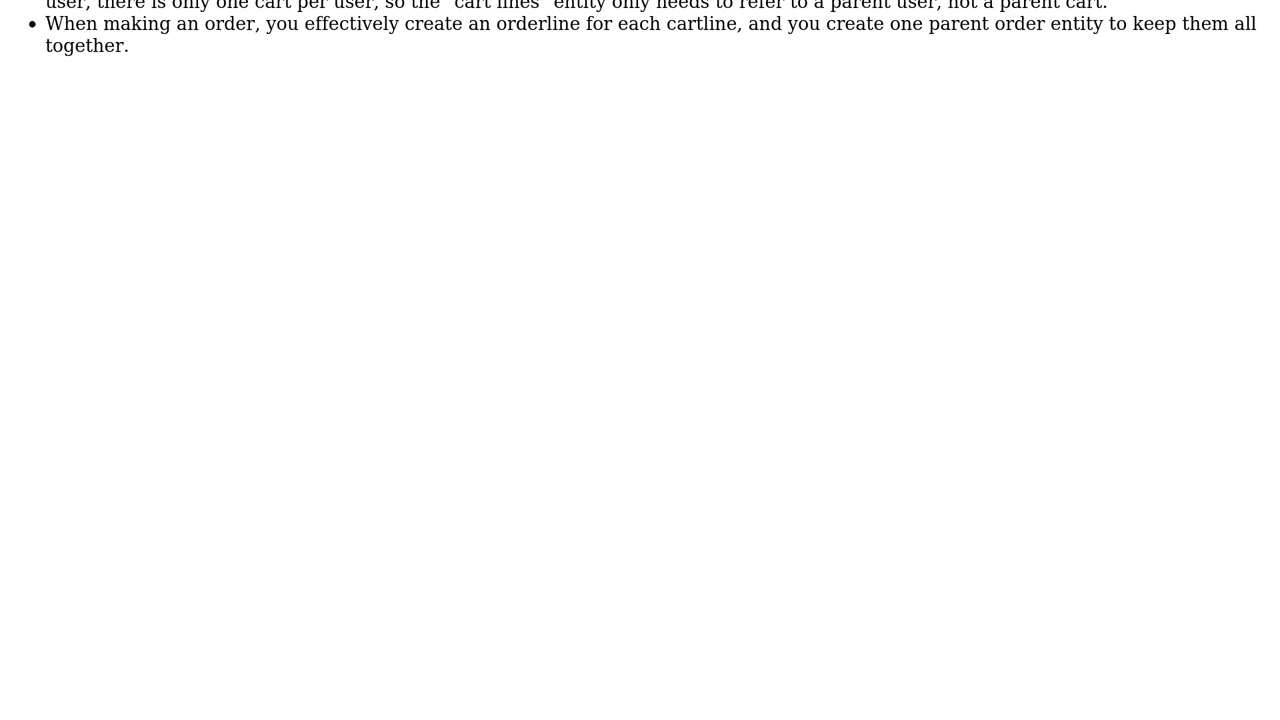 user, there is only one cart per user, so the "cart lines" entity only needs to refer to a parent user, not a parent cart.
• When making an order, you effectively create an orderline for each cartline, and you create one parent order entity to keep them all
together.